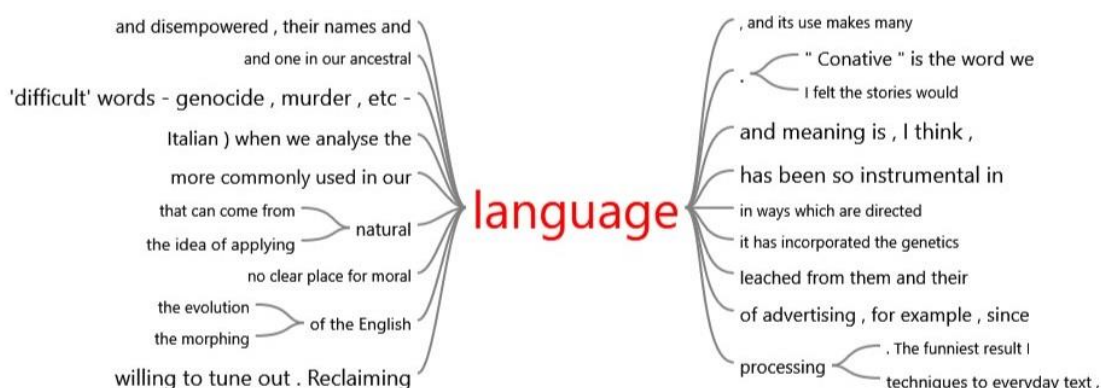 and disempowered , their names and
and one in our ancestral
'difficult' words - genocide , murder , etc -
Italian ) when we analyse the
more commonly used in our
that can come from
the idea of applying
natural
no clear place for moral
the evolution
the morphing
of the English
willing to tune out . Reclaiming
language
, and its use makes many
.
" Conative " is the word we
I felt the stories would
and meaning is , I think ,
has been so instrumental in
in ways which are directed
it has incorporated the genetics
leached from them and their
of advertising , for example , since
processing
. The funniest result I
techniques to everyday text .